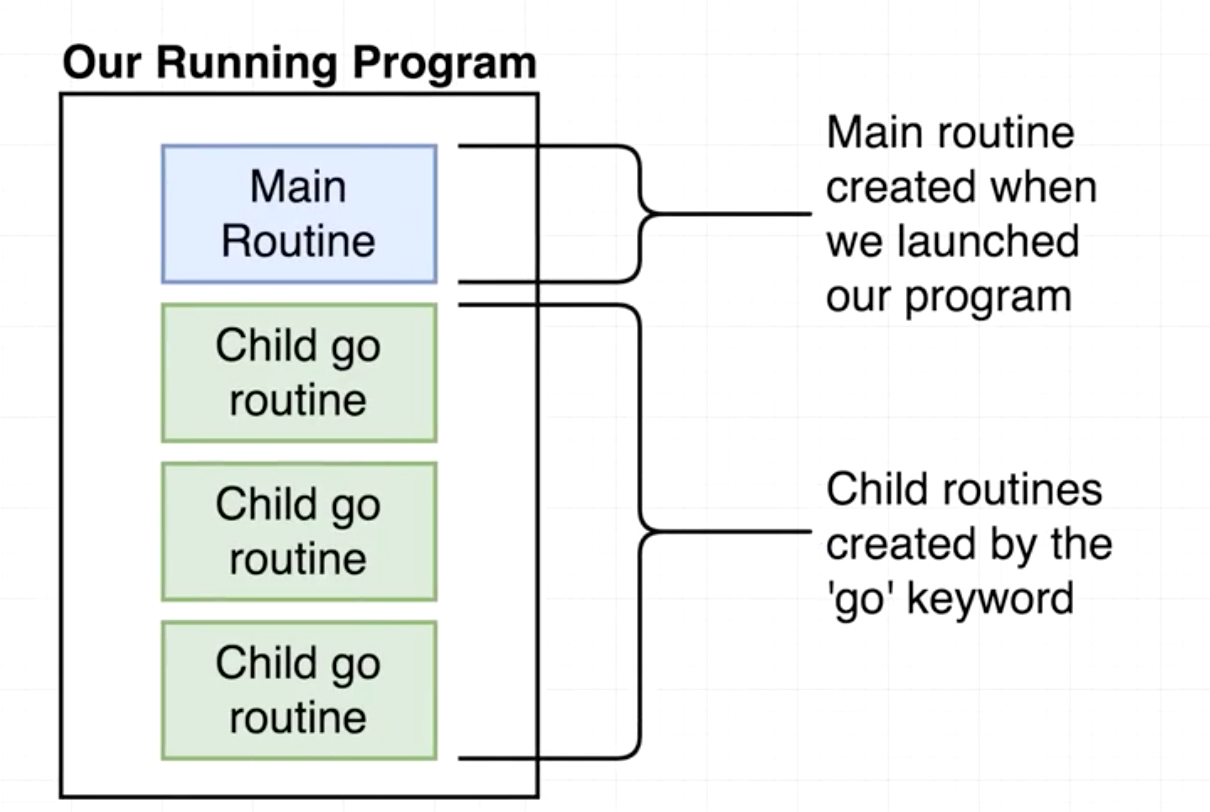 Our Running Program
Main
Routine
Main routine
created when
we launched
our program
Child go
routine
Child go
routine
Child go
routine
Child routines
created by the
'go' keyword